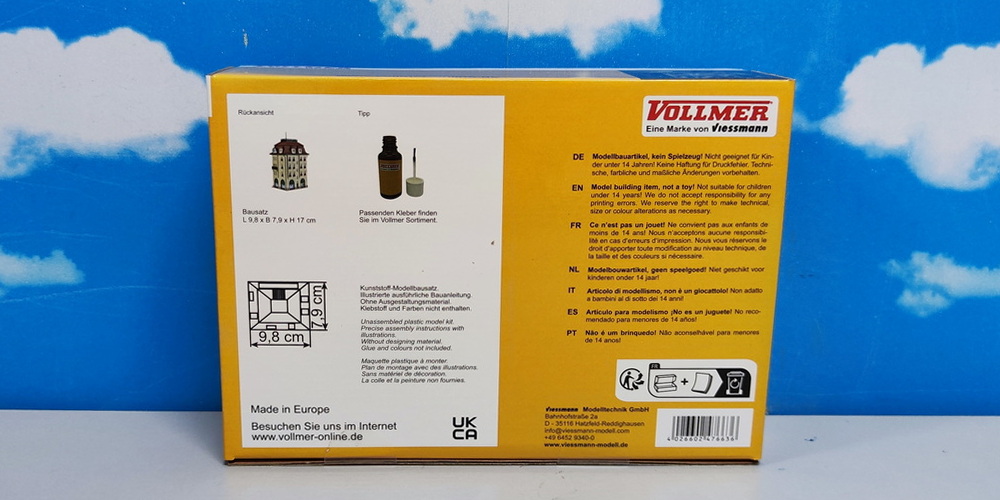 Rückansicht
Tipp
Bausatz
L 9,8 x B 7,9 x H 17 cm
Passenden Kleber finden
Sie im Vollmer Sortiment.
7,9 cm
9,8 cm
Kunststoff-Modellbausatz.
Illustrierte ausführliche Bauanleitung.
Ohne Ausgestaltungsmaterial.
Klebstoff und Farben nicht enthalten.
Unassembled plastic model kit.
Precise assembly instructions with
illustrations.
Without designing material.
Glue and colours not included.
Maquette plastique à monter.
Plan de montage avec des illustrations.
Sans matériel de décoration.
La colle et la peinture non fournies.
Made in Europe
Besuchen Sie uns im Internet
www.vollmer-online.de
UK
CA
VOLLMER
Eine Marke von Viessmann
DE Modellbauartikel, kein Spielzeug! Nicht geeignet für Kin-
der unter 14 Jahren! Keine Haftung für Druckfehler. Techni-
sche, farbliche und maßliche Änderungen vorbehalten.
EN Model building item, not a toy! Not suitable for children
under 14 years! We do not accept responsibility for any
printing errors. We reserve the right to make technical,
size or colour alterations as necessary.
FR Ce n'est pas un jouet! Ne convient pas aux enfants de
moins de 14 ans! Nous n'acceptons aucune responsibi-
lité en cas d'erreurs d'impression. Nous vous réservons le
droit d'apporter toute modification au niveau technique, de
la taille et des couleurs si nécessaire.
NL Modelbouwartikel, geen speelgoed! Niet geschikt voor
kinderen onder 14 jaar!
IT Articolo di modellismo, non è un giocattolo! Non adatto
a bambini al di sotto dei 14 anni!
ES Artículo para modelismo ¡No es un juguete! No reco-
mendado para menores de 14 años!
PT Não é um brinquedo! Não aconselhável para menores
de 14 anos!
FR
+
Viessmann Modelltechnik GmbH
Bahnhofstraße 2a
D - 35116 Hatzfeld-Reddighausen
info@viessmann-modell.com
+49 6452 9340-0
www.viessmann-modell.de
4 026602 476636